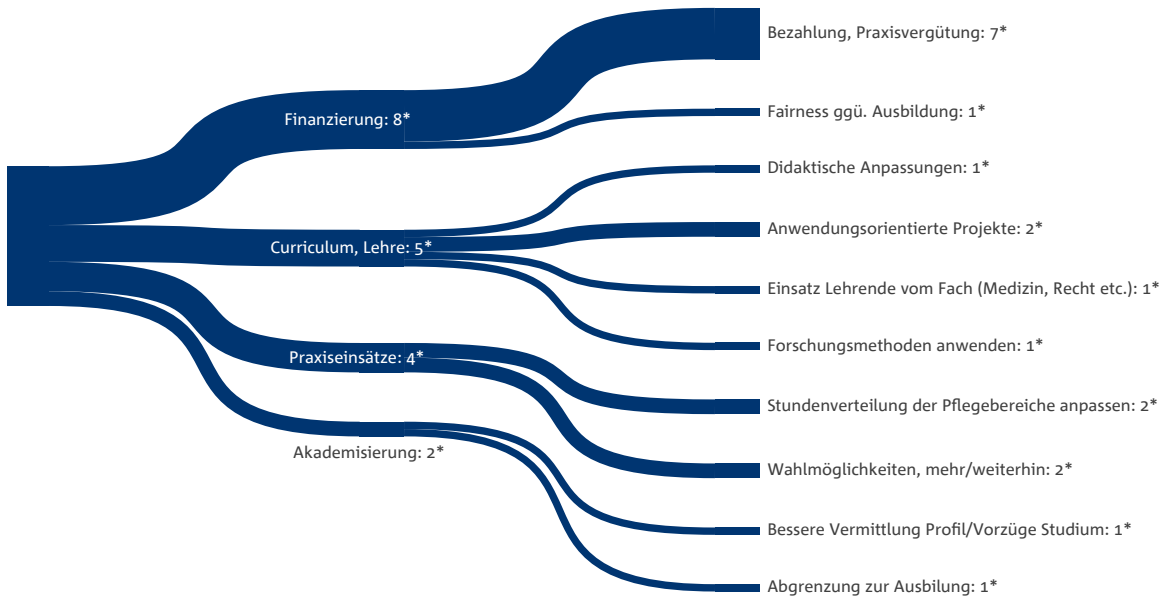 Bezahlung, Praxisvergütung: 7*
Finanzierung: 8*
Fairness ggü. Ausbildung: 1*
Didaktische Anpassungen: 1*
Anwendungsorientierte Projekte: 2*
Curriculum, Lehre: 5*
Einsatz Lehrende vom Fach (Medizin, Recht etc.): 1*
Forschungsmethoden anwenden: 1*
Praxiseinsätze: 4*
Stundenverteilung der Pflegebereiche anpassen: 2*
Akademisierung: 2*
Wahlmöglichkeiten, mehr/weiterhin: 2*
Bessere Vermittlung Profil/Vorzüge Studium: 1*
Abgrenzung zur Ausbilung: 1*